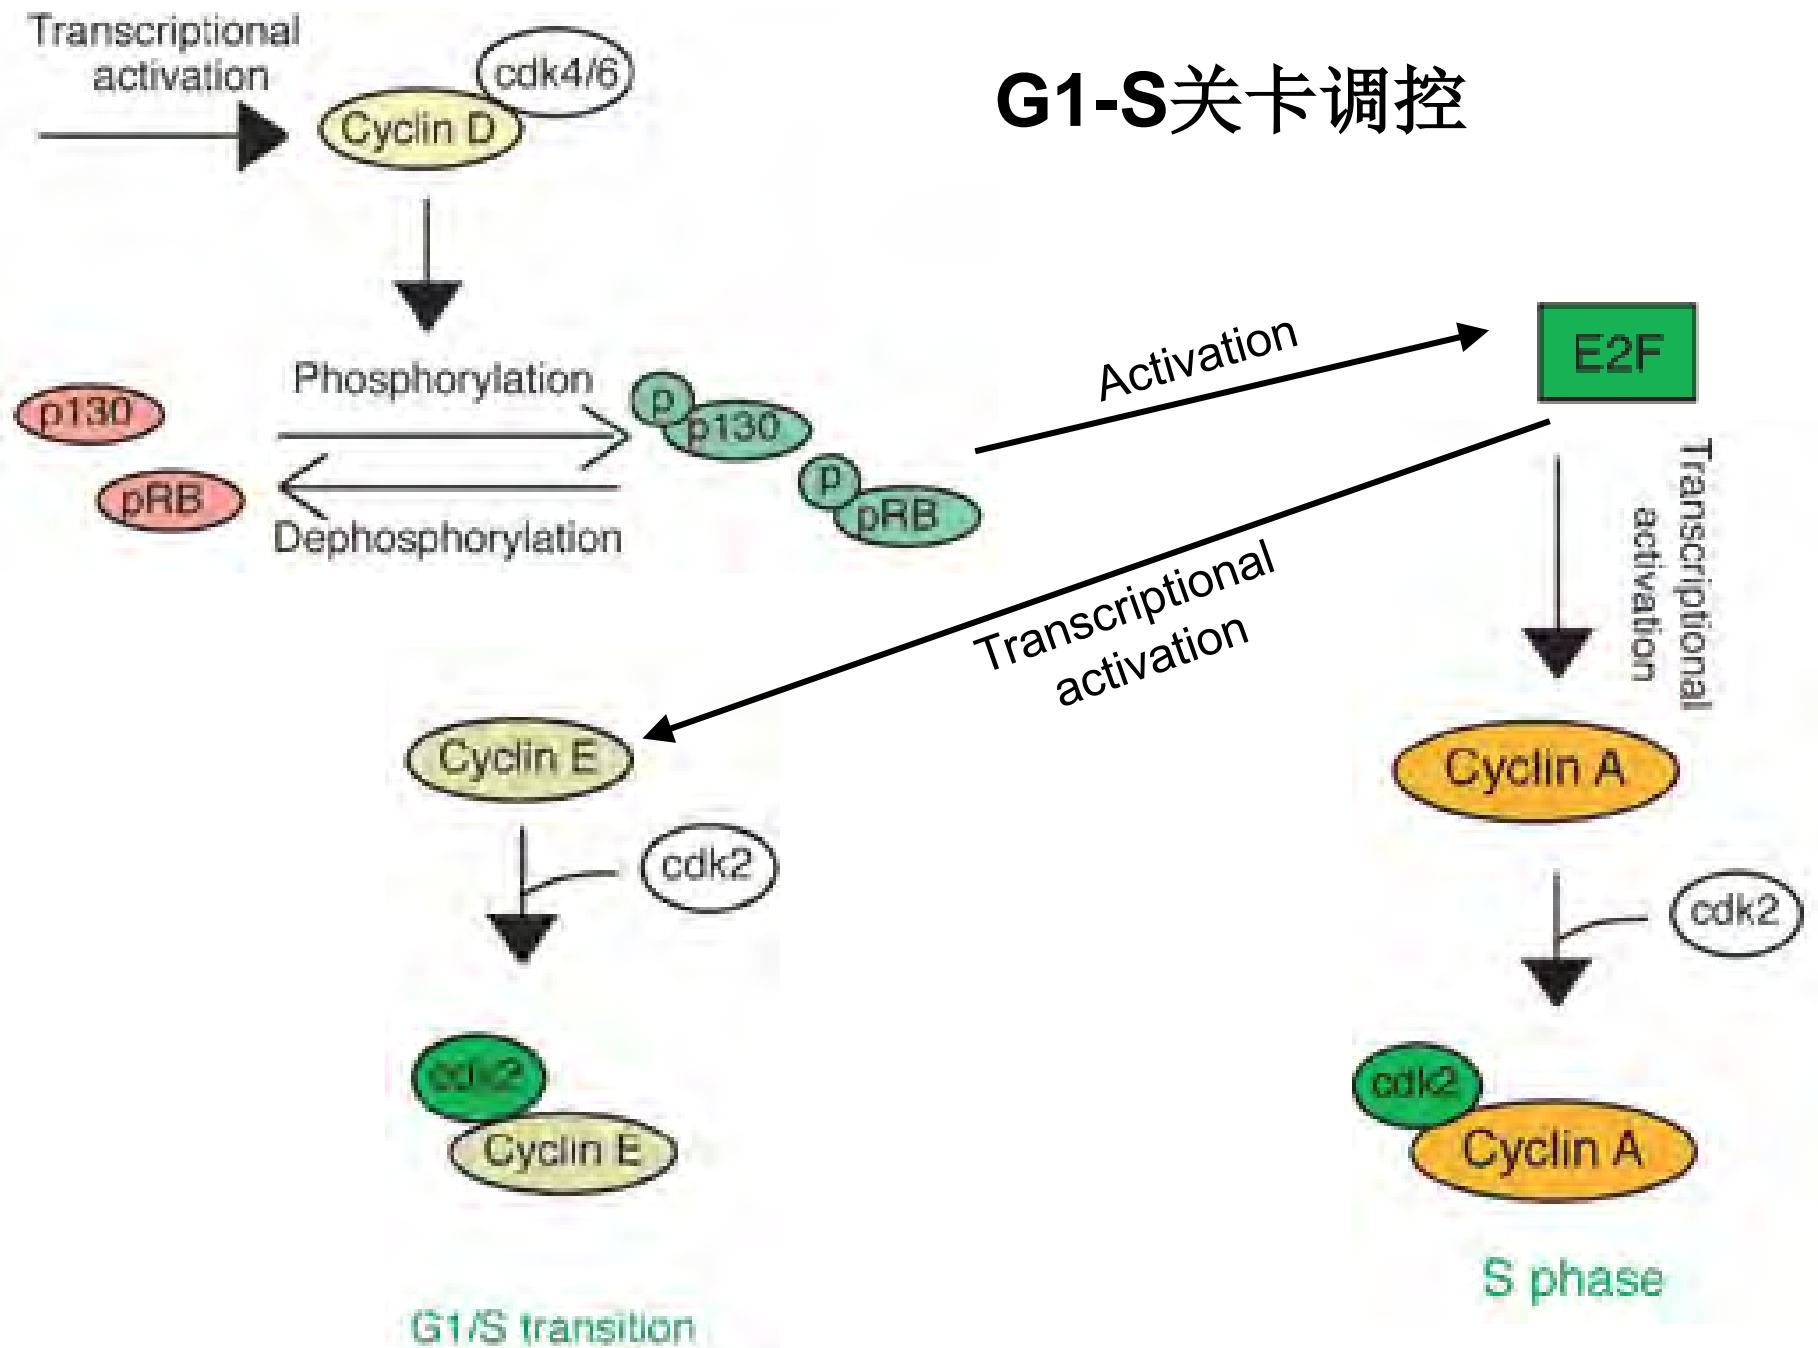 Transcriptional
activation
cdk4/6
Cyclin D
G1-S关卡调控
Phosphorylation
p130
pRB
p
p130
p
pRB
Dephosphorylation
Activation
E2F
Transcriptional
activation
Transcriptional
activation
Cyclin E
cdk2
cdk2
Cyclin E
G1/S transition
Cyclin A
cdk2
cdk2
Cyclin A
S phase